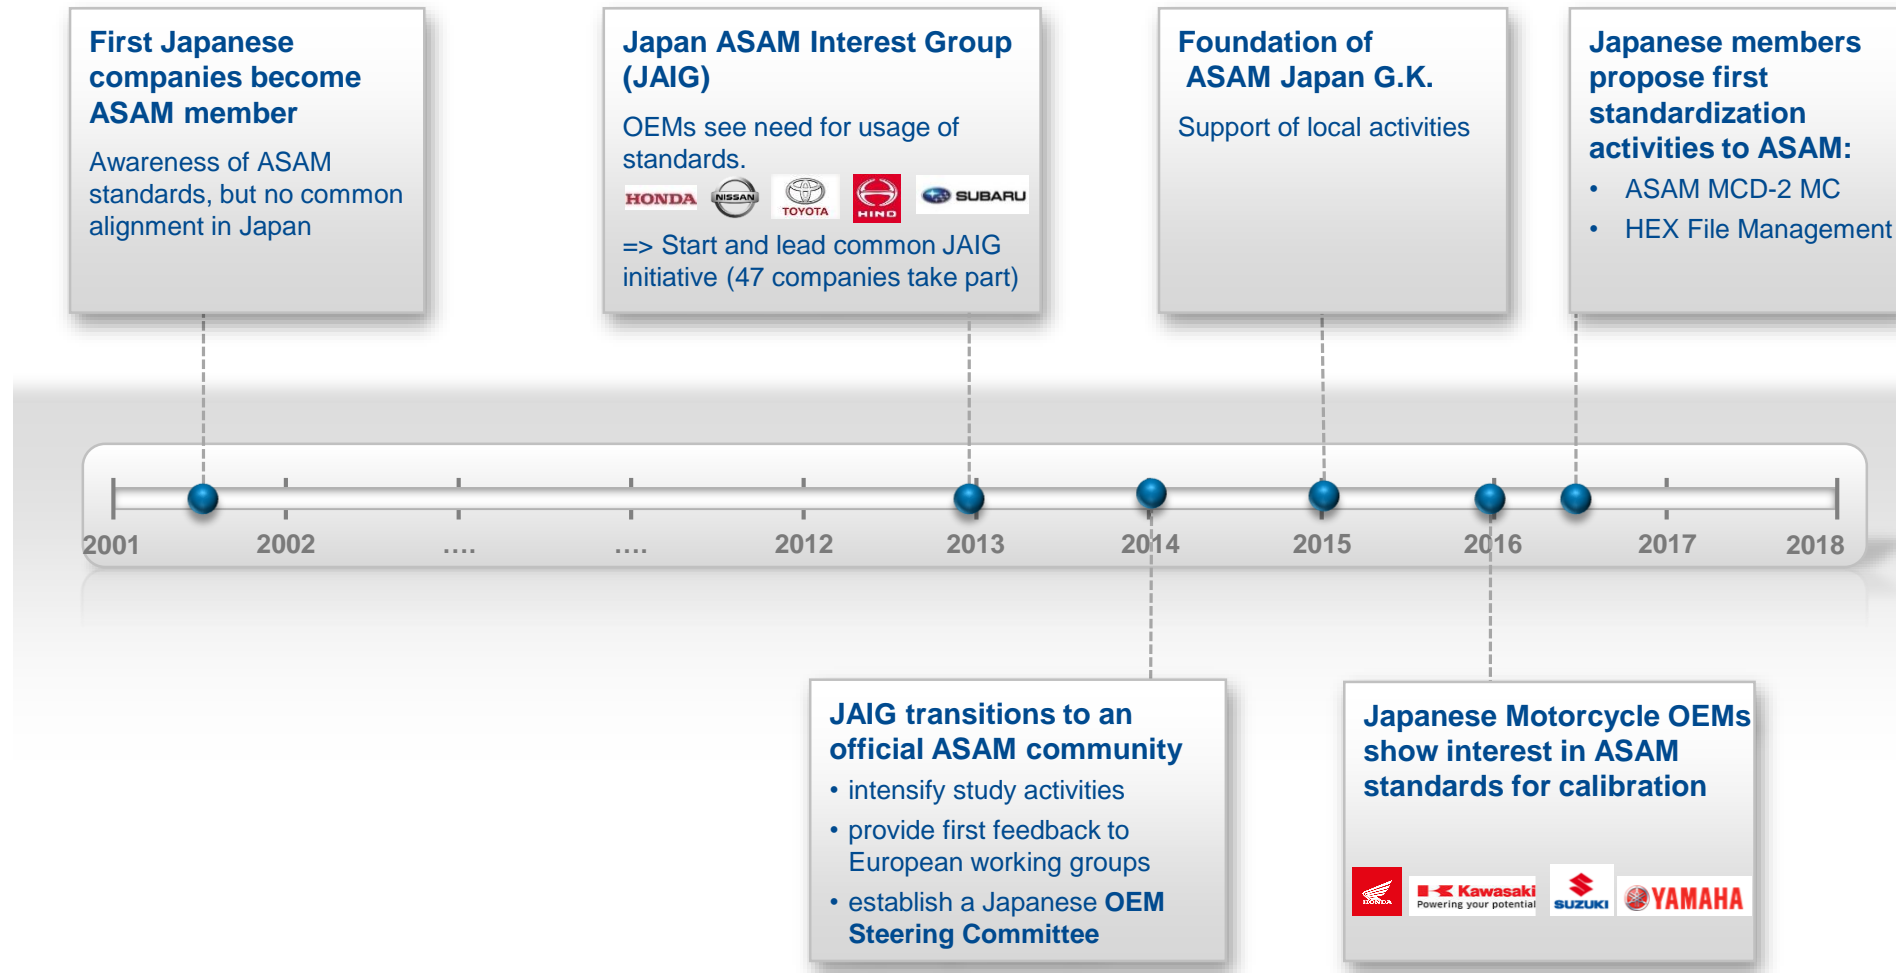 First Japanese
companies become
ASAM member
Awareness of ASAM
standards, but no common
alignment in Japan
Japan ASAM Interest Group
(JAIG)
OEMs see need for usage of
standards.
HONDA
NISSAN
TOYOTA
HINO
SUBARU
=> Start and lead common JAIG
initiative (47 companies take part)
Foundation of
ASAM Japan G.K.
Support of local activities
Japanese members
propose first
standardization
activities to ASAM:
• ASAM MCD-2 MC
• HEX File Management
2001 2002 .... .... 2012 2013 2014 2015 2016 2017 2018
JAIG transitions to an
official ASAM community
• intensify study activities
• provide first feedback to
European working groups
• establish a Japanese OEM
Steering Committee
Japanese Motorcycle OEMs
show interest in ASAM
standards for calibration
HONDA
Kawasaki
Powering your potential
SUZUKI
YAMAHA